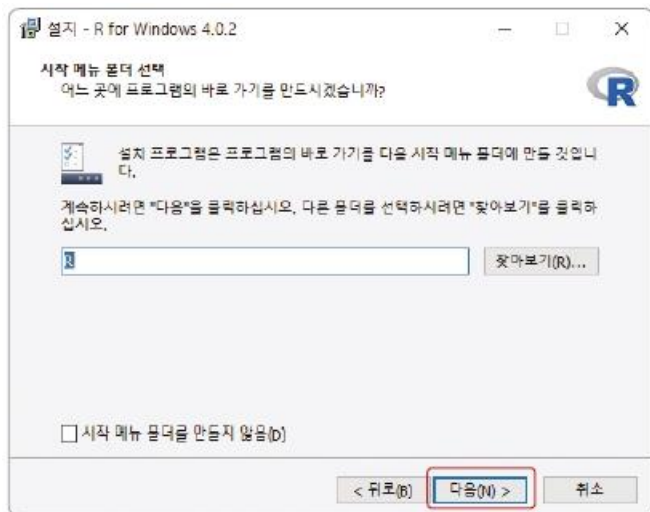 설치 - R for Windows 4.0.2
시작 메뉴 폴더 선택
어느 곳에 프로그램의 바로 가기를 만드시겠습니까?
R
설치 프로그램은 프로그램의 바로 가기를 다음 시작 메뉴 폴더에 만들 것입니
다.
계속하시려면 "다음"을 클릭하십시오. 다른 폴더를 선택하시려면 "찾아보기"를 클릭하
십시오.
R
찾아보기(R)...
시작 메뉴 폴더를 만들지 않음(D)
< 뒤로(B)
다음(N) >
취소